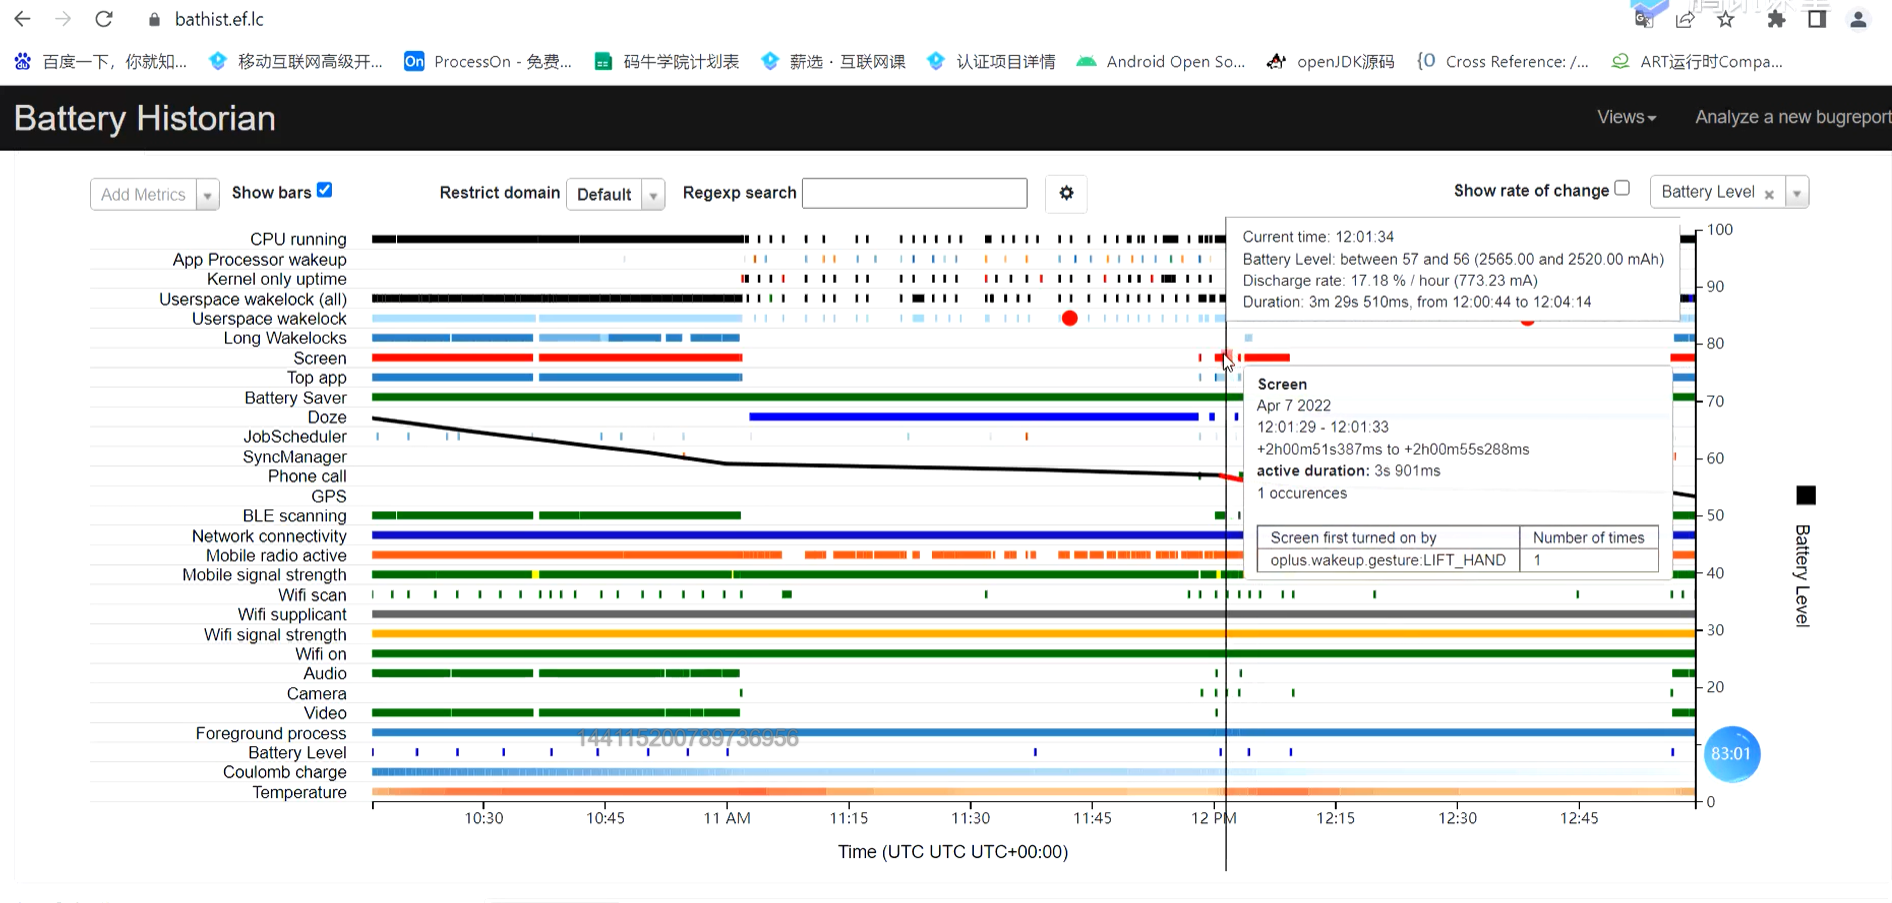 bathist.ef.lc
百度一下，你就知...
移动互联网高级开...
On ProcessOn - 免费...
码牛学院计划表
薪选 · 互联网课
认证项目详情
Android Open So...
openJDK源码
{O Cross Reference: /...
ART运行时Compa...
Battery Historian
Views
Analyze a new bugreport
Add Metrics
Show bars
Restrict domain
Default
Regexp search
Show rate of change
Battery Level ×
CPU running
App Processor wakeup
Kernel only uptime
Userspace wakelock (all)
Userspace wakelock
Long Wakelocks
Screen
Top app
Battery Saver
Doze
JobScheduler
SyncManager
Phone call
GPS
BLE scanning
Network connectivity
Mobile radio active
Mobile signal strength
Wifi scan
Wifi supplicant
Wifi signal strength
Wifi on
Audio
Camera
Video
Foreground process
Battery Level
Coulomb charge
Temperature
Current time: 12:01:34
Battery Level: between 57 and 56 (2565.00 and 2520.00 mAh)
Discharge rate: 17.18 % / hour (773.23 mA)
Duration: 3m 29s 510ms, from 12:00:44 to 12:04:14
Screen
Apr 7 2022
12:01:29 - 12:01:33
+2h00m51s387ms to +2h00m55s288ms
active duration: 3s 901ms
1 occurences
Screen first turned on by
Number of times
oplus.wakeup.gesture:LIFT_HAND
1
100
90
80
70
60
50
40
30
20
0
Battery Level
83:01
144115200789736956
10:30
10:45
11 AM
11:15
11:30
11:45
12 PM
12:15
12:30
12:45
Time (UTC UTC UTC+00:00)